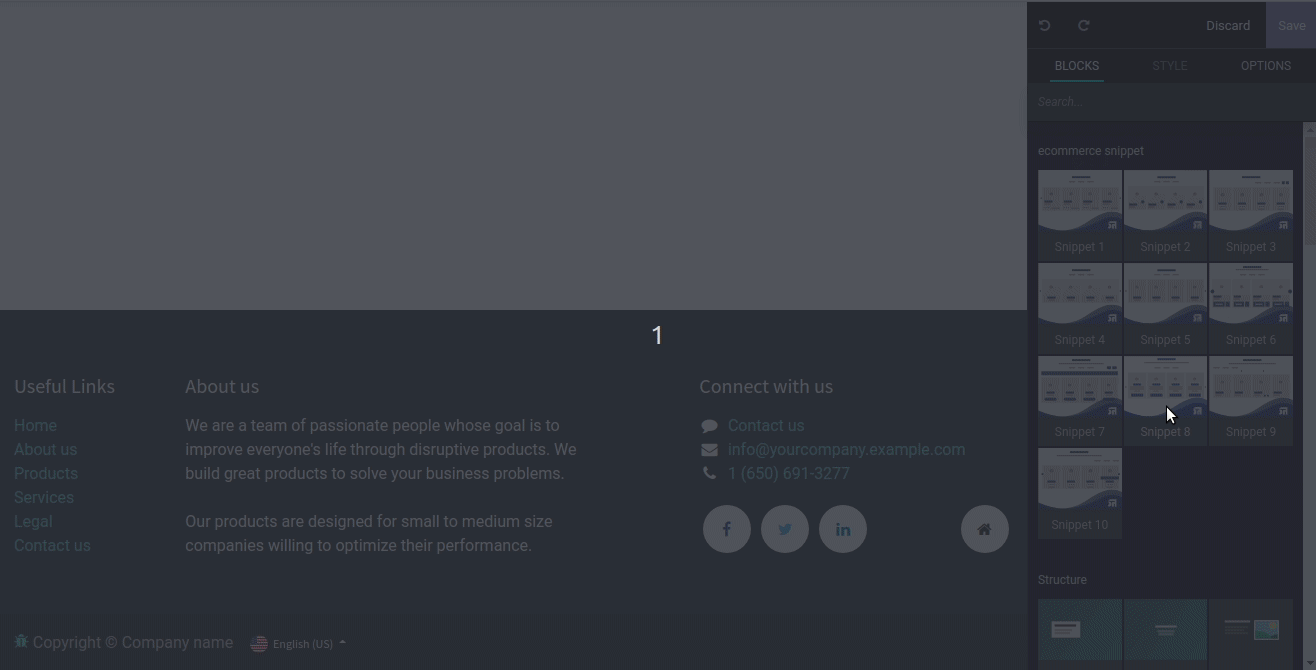 Discard Save
BLOCKS STYLE OPTIONS
Search...
ecommerce snippet
Snippet 1 Snippet 2 Snippet 3
Snippet 4 Snippet 5 Snippet 6
Snippet 7 Snippet 8 Snippet 9
Snippet 10
Structure
1
Useful Links
Home
About us
Products
Services
Legal
Contact us
About us
We are a team of passionate people whose goal is to
improve everyone's life through disruptive products. We
build great products to solve your business problems.
Our products are designed for small to medium size
companies willing to optimize their performance.
Connect with us
Contact us
info@yourcompany.example.com
1 (650) 691-3277
Copyright © Company name English (US)